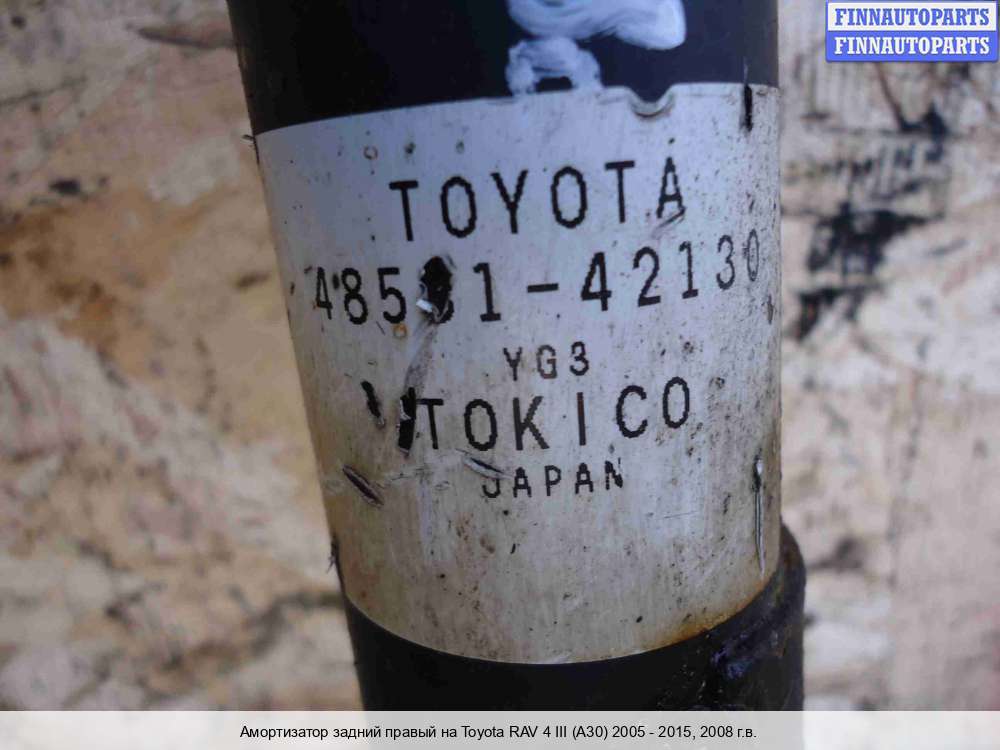 FINNAUTOPARTS
FINNAUTOPARTS
TOYOTA
YG3
TOKICO
JAPAN
Амортизатор задний правый на Toyota RAV 4 III (A30) 2005 - 2015, 2008 г.в.